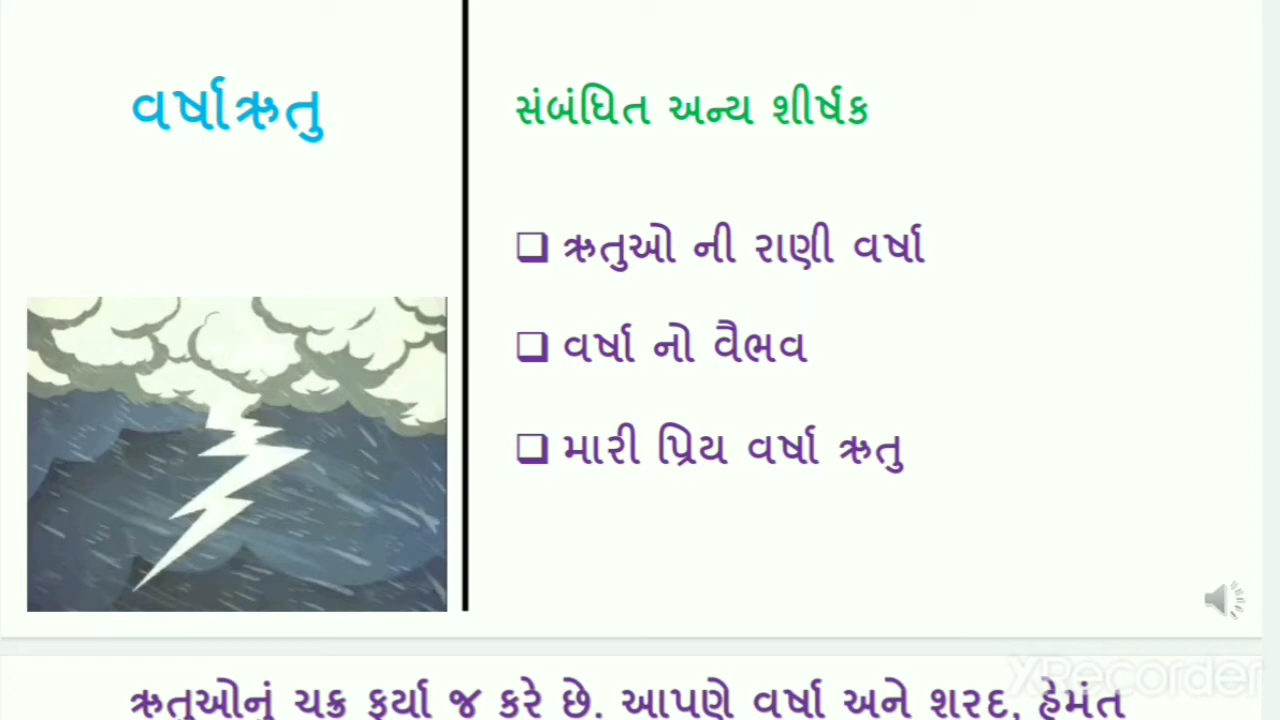 વર્ષાઋતુ
સંબંધિત અન્ય શીર્ષક
ઋતુઓ ની રાણી વર્ષા
વર્ષા નો વૈભવ
મારી પ્રિય વર્ષા ઋતુ
XRecorder
ઋતુઓનું ચક્ર ફર્યા જ કરે છે. આપણે વર્ષા અને શરદ, હેમંત